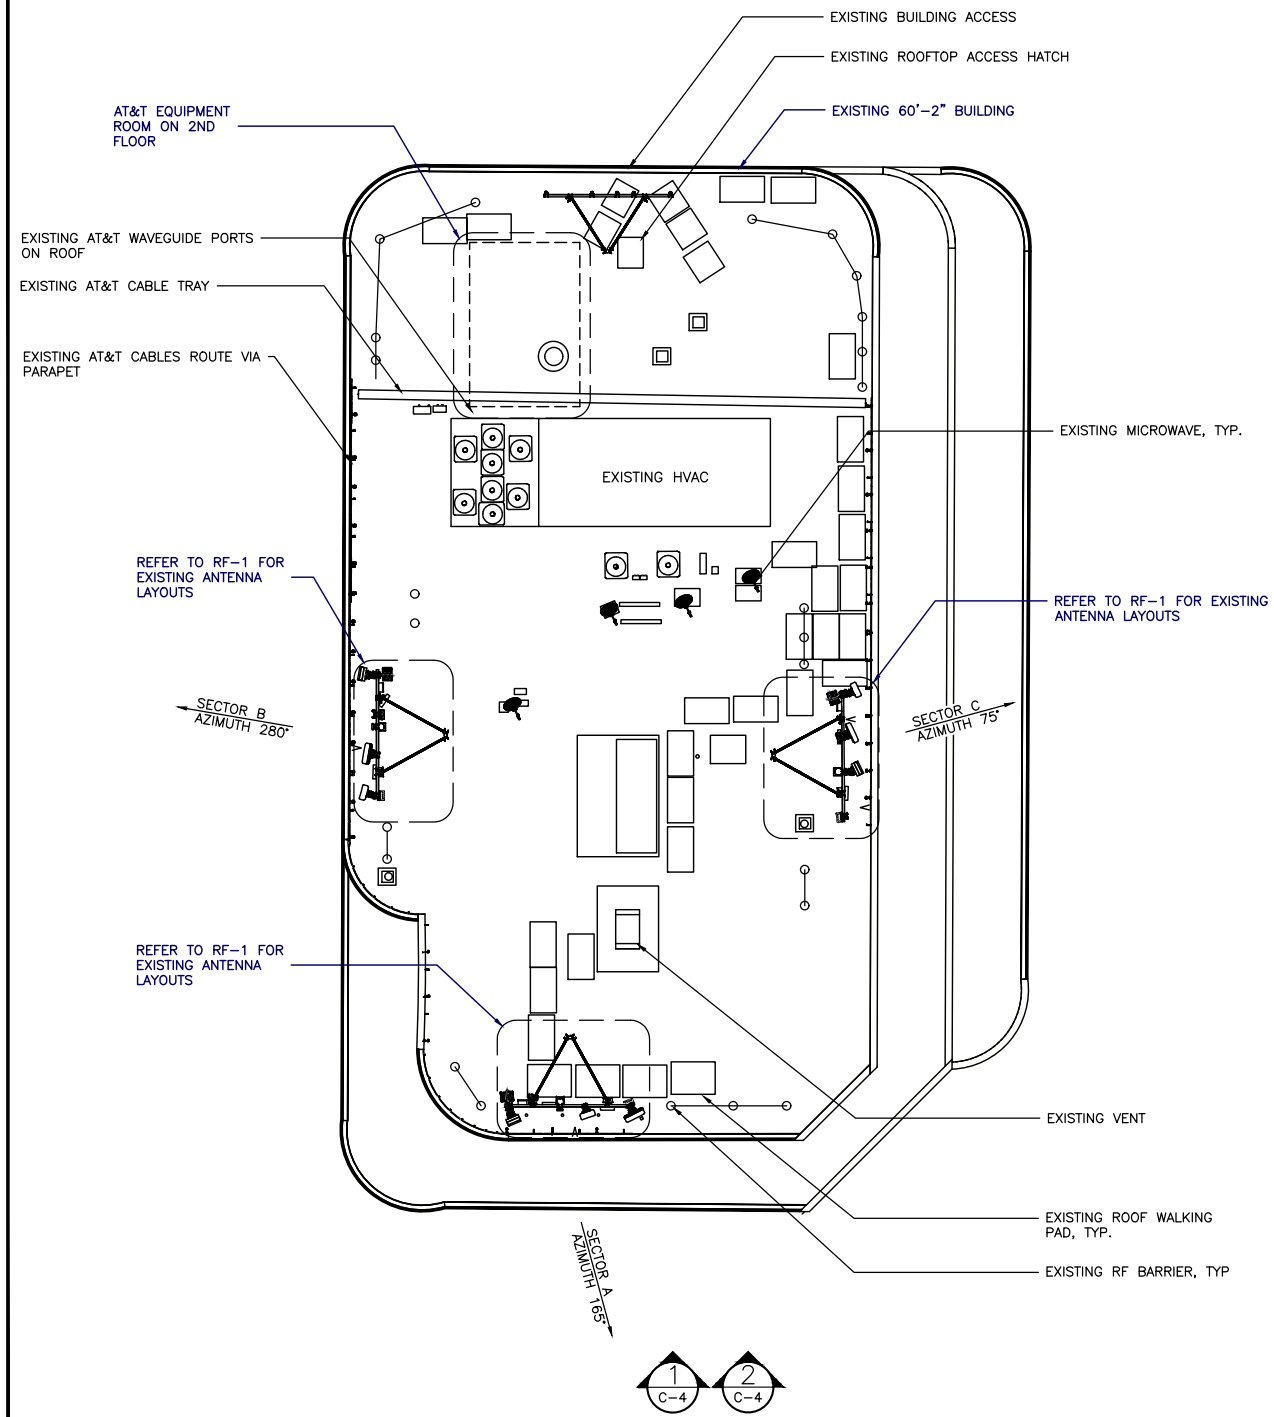 EXISTING BUILDING ACCESS
EXISTING ROOFTOP ACCESS HATCH
AT&T EQUIPMENT
ROOM ON 2ND
FLOOR
EXISTING 60'-2" BUILDING
EXISTING AT&T WAVEGUIDE PORTS
ON ROOF
EXISTING AT&T CABLE TRAY
EXISTING AT&T CABLES ROUTE VIA
PARAPET
EXISTING MICROWAVE, TYP.
EXISTING HVAC
REFER TO RF-1 FOR
EXISTING ANTENNA
LAYOUTS
REFER TO RF-1 FOR EXISTING
ANTENNA LAYOUTS
SECTOR B
AZIMUTH 280°
SECTOR C
AZIMUTH 75°
REFER TO RF-1 FOR
EXISTING ANTENNA
LAYOUTS
EXISTING VENT
EXISTING ROOF WALKING
PAD, TYP.
EXISTING RF BARRIER, TYP
SECTOR A
AZIMUTH 165°
1
C-4
2
C-4